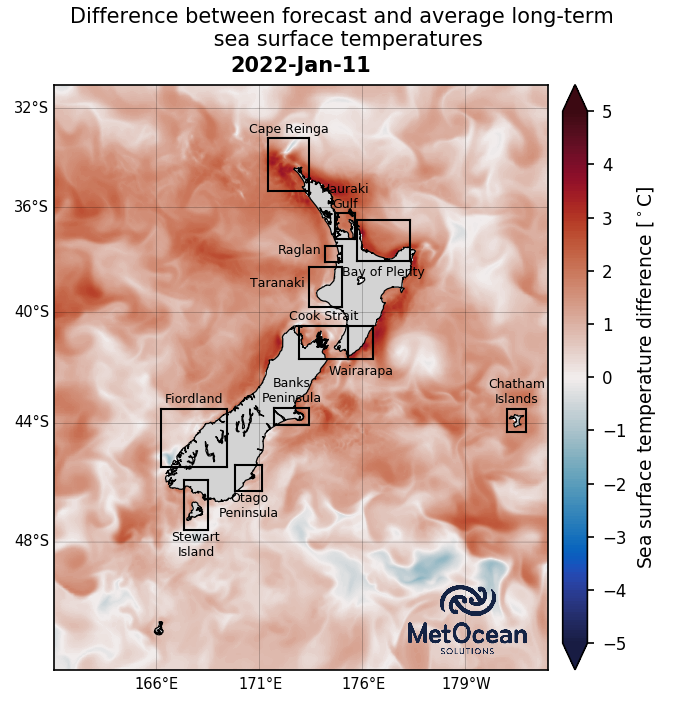 Difference between forecast and average long-term
sea surface temperatures
2022-Jan-11
32°S
36°S
40°S
44°S
48°S
166°E
171°E
176°E
179°W
Cape Reinga
Hauraki
Gulf
Raglan
Bay of Plenty
Taranaki
Cook Strait
Wairarapa
Banks
Peninsula
Chatham
Islands
Fiordland
Otago
Peninsula
Stewart
Island
MetOcean
SOLUTIONS
5
4
3
2
1
0
−1
−2
−3
−4
−5
Sea surface temperature difference [°C]